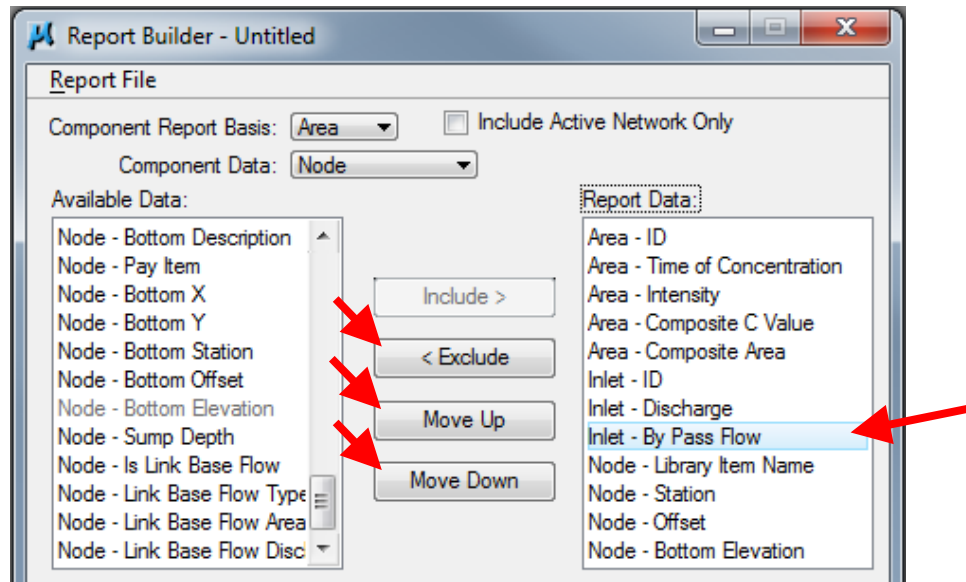 Report Builder - Untitled
Report File
Component Report Basis: Area
Include Active Network Only
Component Data: Node
Available Data:
Node - Bottom Description
Node - Pay Item
Node - Bottom X
Node - Bottom Y
Node - Bottom Station
Node - Bottom Offset
Node - Bottom Elevation
Node - Sump Depth
Node - Is Link Base Flow
Node - Link Base Flow Type
Node - Link Base Flow Area
Node - Link Base Flow Disc
Include >
< Exclude
Move Up
Move Down
Report Data:
Area - ID
Area - Time of Concentration
Area - Intensity
Area - Composite C Value
Area - Composite Area
Inlet - ID
Inlet - Discharge
Inlet - By Pass Flow
Node - Library Item Name
Node - Station
Node - Offset
Node - Bottom Elevation